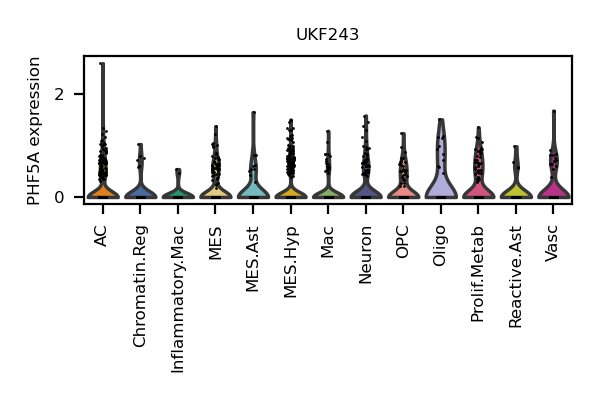 UKF243
PHF5A expression
2
0
AC
Chromatin.Reg
Inflammatory.Mac
MES
MES.Ast
MES.Hyp
Mac
Neuron
OPC
Oligo
Prolif.Metab
Reactive.Ast
Vasc